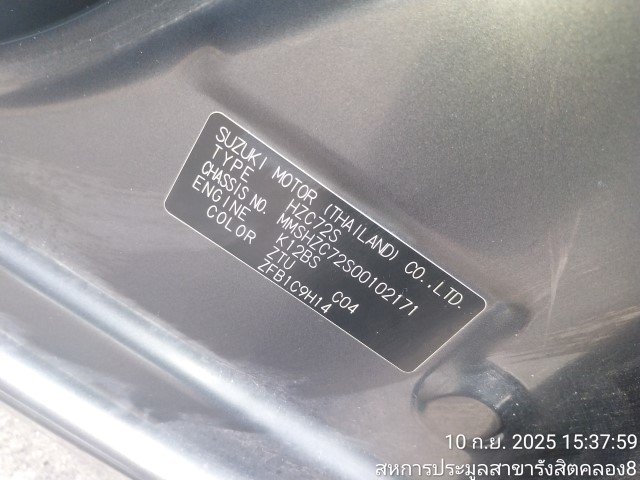 SUZUKI MOTOR (THAILAND) CO.,LTD.
TYPE HZC72S
CHASSIS NO. MMSHZC72S00102171
ENGINE K12BS
COLOR ZTU C04
ZFB1C9H14
10 ก.ย. 2025 15:37:59
สหการประมูลสาขารังสิตคลอง8